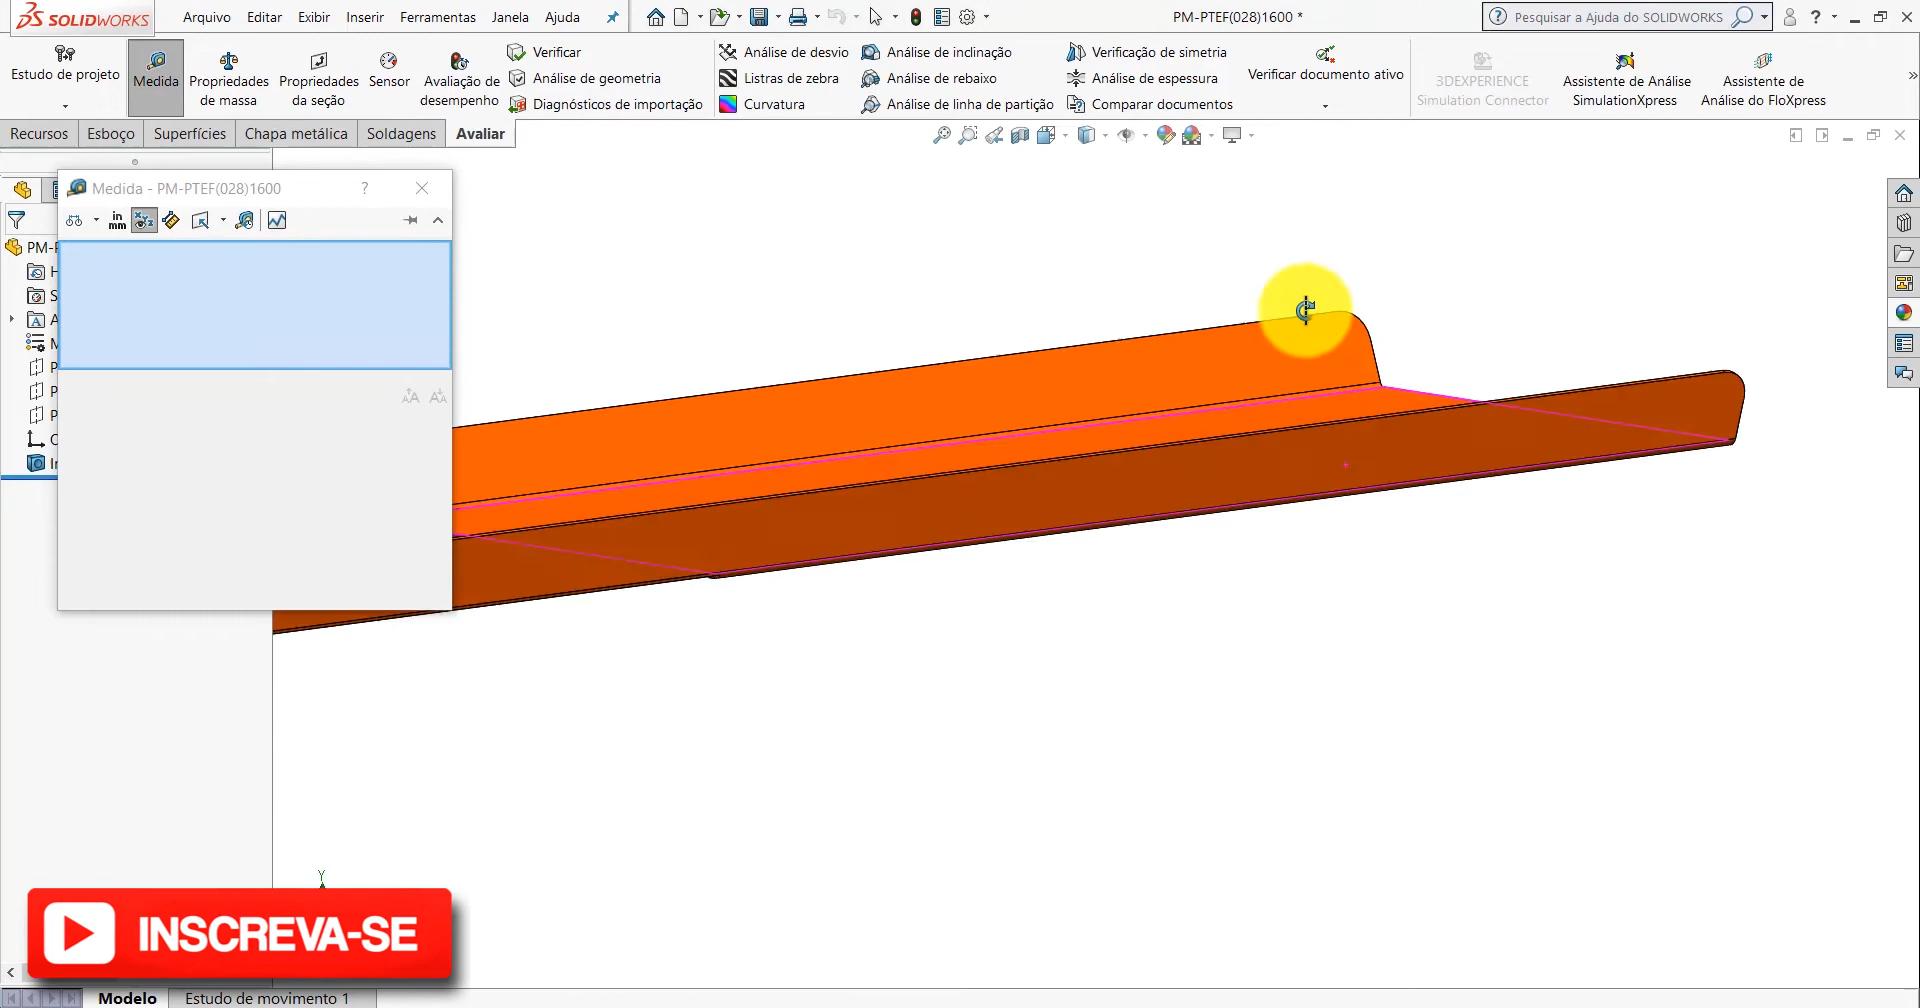 SOLIDWORKS
Arquivo Editar Exibir Inserir Ferramentas Janela Ajuda
PM-PTEF(028)1600 *
Pesquisar a Ajuda do SOLIDWORKS
Estudo de projeto
Medida
Propriedades de massa
Propriedades da seção
Sensor
Avaliação de desempenho
Verificar
Análise de geometria
Diagnósticos de importação
Análise de desvio
Listras de zebra
Curvatura
Análise de inclinação
Análise de rebaixo
Análise de linha de partição
Verificação de simetria
Análise de espessura
Comparar documentos
Verificar documento ativo
3DEXPERIENCE
Simulation Connector
Assistente de Análise
SimulationXpress
Assistente de
Análise do FloXpress
Recursos Esboço Superfícies Chapa metálica Soldagens Avaliar
Medida - PM-PTEF(028)1600
in
mm
PM-P
H
S
A
M
P
P
P
O
In
Y
INSCREVA-SE
Modelo Estudo de movimento 1